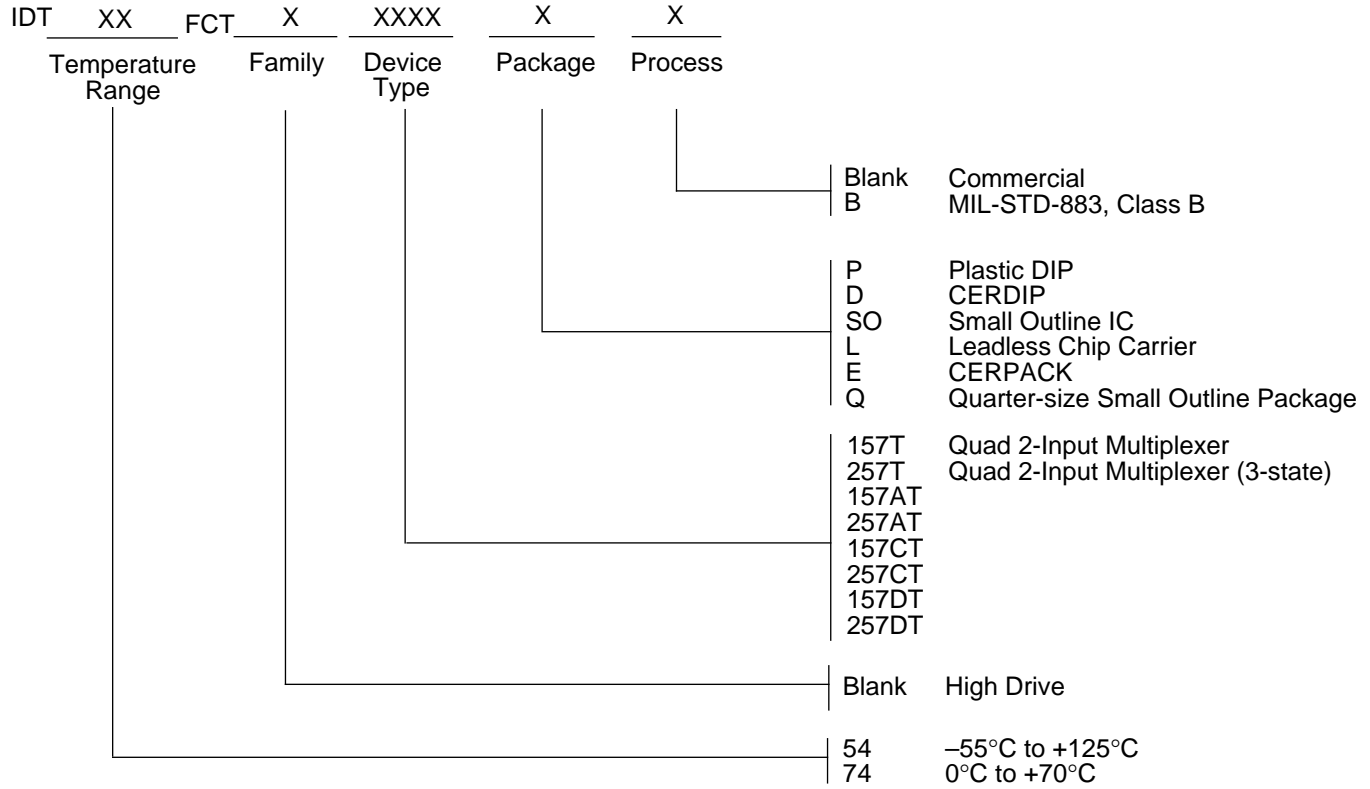 IDT XX FCT X XXXX X X
Temperature Range Family Device Type Package Process
Blank Commercial
B MIL-STD-883, Class B
P Plastic DIP
D CERDIP
SO Small Outline IC
L Leadless Chip Carrier
E CERPACK
Q Quarter-size Small Outline Package
157T Quad 2-Input Multiplexer
257T Quad 2-Input Multiplexer (3-state)
157AT
257AT
157CT
257CT
157DT
257DT
Blank High Drive
54 –55°C to +125°C
74 0°C to +70°C